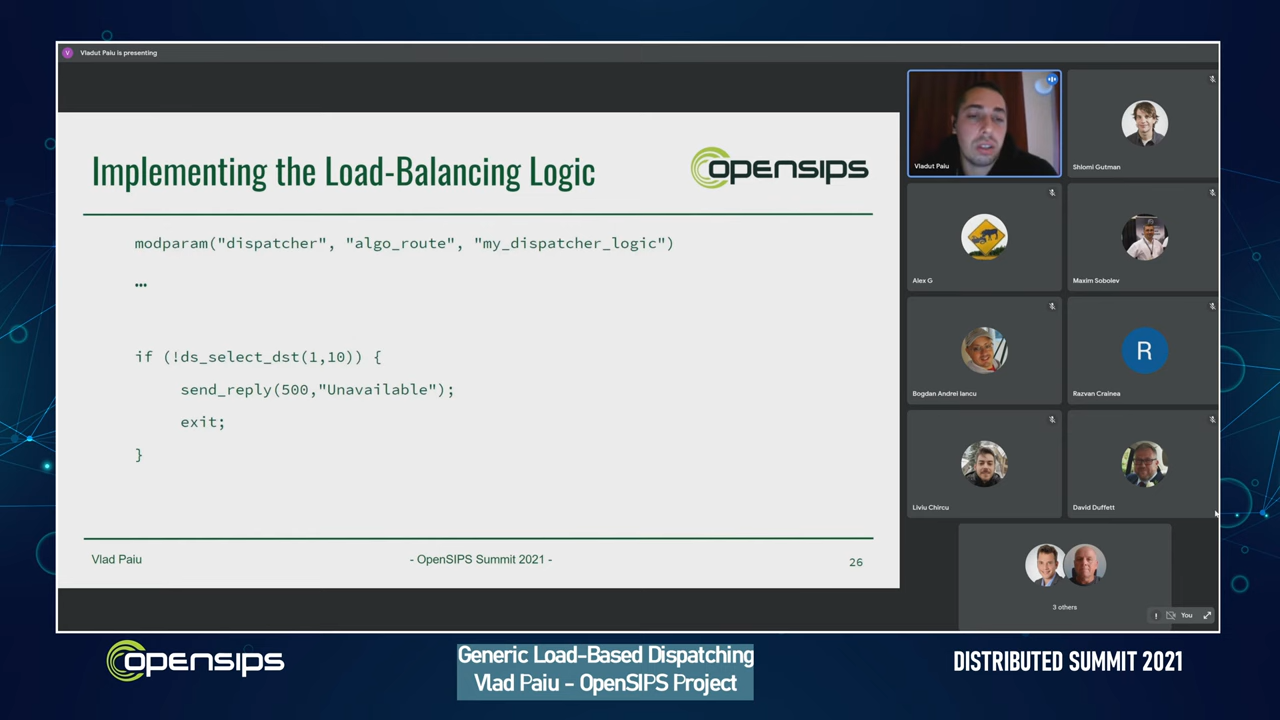 V Vladut Paiu is presenting
Implementing the Load-Balancing Logic
OPENSIPS
modparam("dispatcher", "algo_route", "my_dispatcher_logic")
…
if (!ds_select_dst(1,10)) {
send_reply(500,"Unavailable");
exit;
}
Vlad Paiu
- OpenSIPS Summit 2021 -
26
Vladut Paiu
Shlomi Gutman
Alex G
Maxim Sobolev
Bogdan Andrei Iancu
R
Razvan Crainea
Liviu Chircu
David Duffett
3 others
You
OPENSIPS
Generic Load-Based Dispatching
Vlad Paiu - OpenSIPS Project
DISTRIBUTED SUMMIT 2021